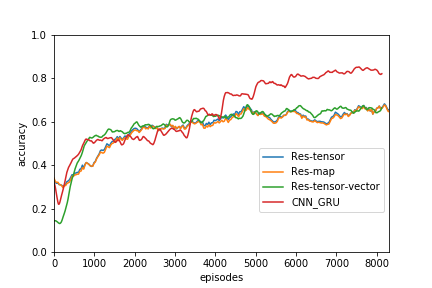 1.0
0.8
0.6
0.4
0.2
0.0
accuracy
0 1000 2000 3000 4000 5000 6000 7000 8000
episodes
Res-tensor
Res-map
Res-tensor-vector
CNN_GRU